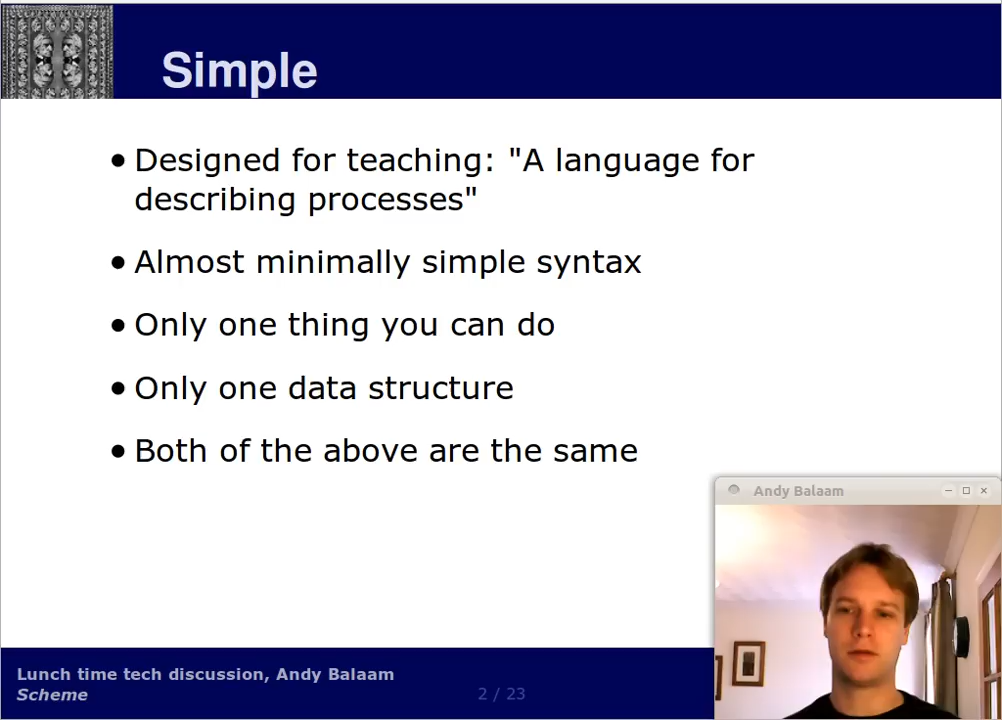 Simple
• Designed for teaching: "A language for
describing processes"
• Almost minimally simple syntax
• Only one thing you can do
• Only one data structure
• Both of the above are the same
Andy Balaam
Lunch time tech discussion, Andy Balaam
Scheme
2 / 23